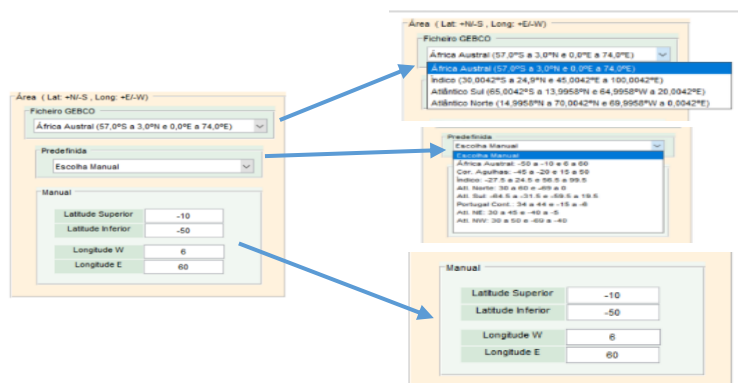 Área ( Lat: +N/-S , Long: +E/-W)
Ficheiro GEBCO
África Austral (57,0ºS a 3,0ºN e 0,0ºE a 74,0ºE)
Predefinida
Escolha Manual
Manual
Latitude Superior -10
Latitude Inferior -50
Longitude W 6
Longitude E 60
Área ( Lat: +N/-S , Long: +E/-W)
Ficheiro GEBCO
África Austral (57,0ºS a 3,0ºN e 0,0ºE a 74,0ºE)
África Austral (57,0ºS a 3,0ºN e 0,0ºE a 74,0ºE)
Índico (30,0042ºS a 24,9ºN e 45,0042ºE a 100,0042ºE)
Atlântico Sul (65,0042ºS a 13,9958ºN e 64,9958ºW a 20,0042ºE)
Atlântico Norte (14,9958ºN a 70,0042ºN e 69,9958ºW a 0,0042ºE)
Predefinida
Escolha Manual
Escolha Manual
África Austral: -50 a -10 e 6 a 60
Cor. Agulhas: -45 a -20 e 15 a 50
Índico: -27.5 a 24.5 e 56.5 a 99.5
Atl. Norte: 30 a 60 e -69 a 0
Atl. Sul: -64.5 a -31.5 e -59.5 a 19.5
Portugal Cont.: 34 a 44 e -15 a -6
Atl. NE: 30 a 45 e -40 a -5
Atl. NW: 30 a 50 e -60 a -40
Manual
Latitude Superior -10
Latitude Inferior -50
Longitude W 6
Longitude E 60